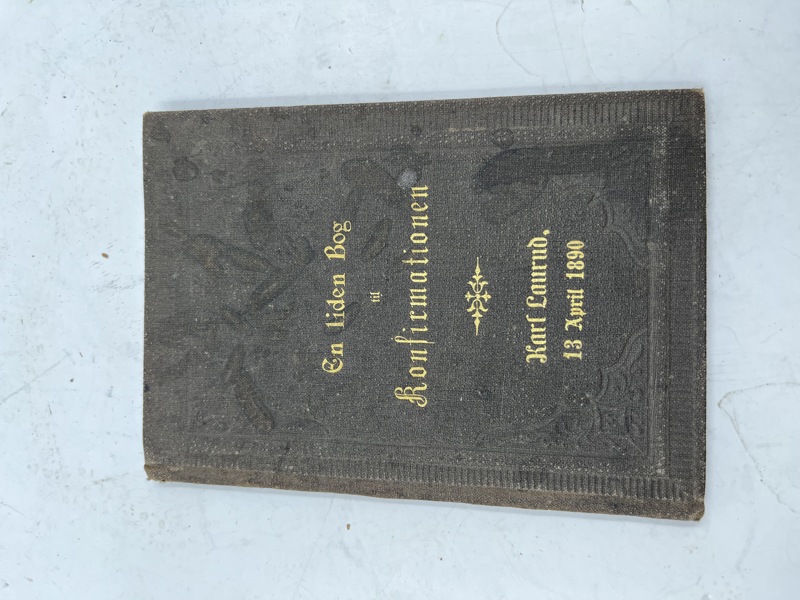 En liden Bog
til
Konfirmationen
Karl Laurud,
13 April 1890